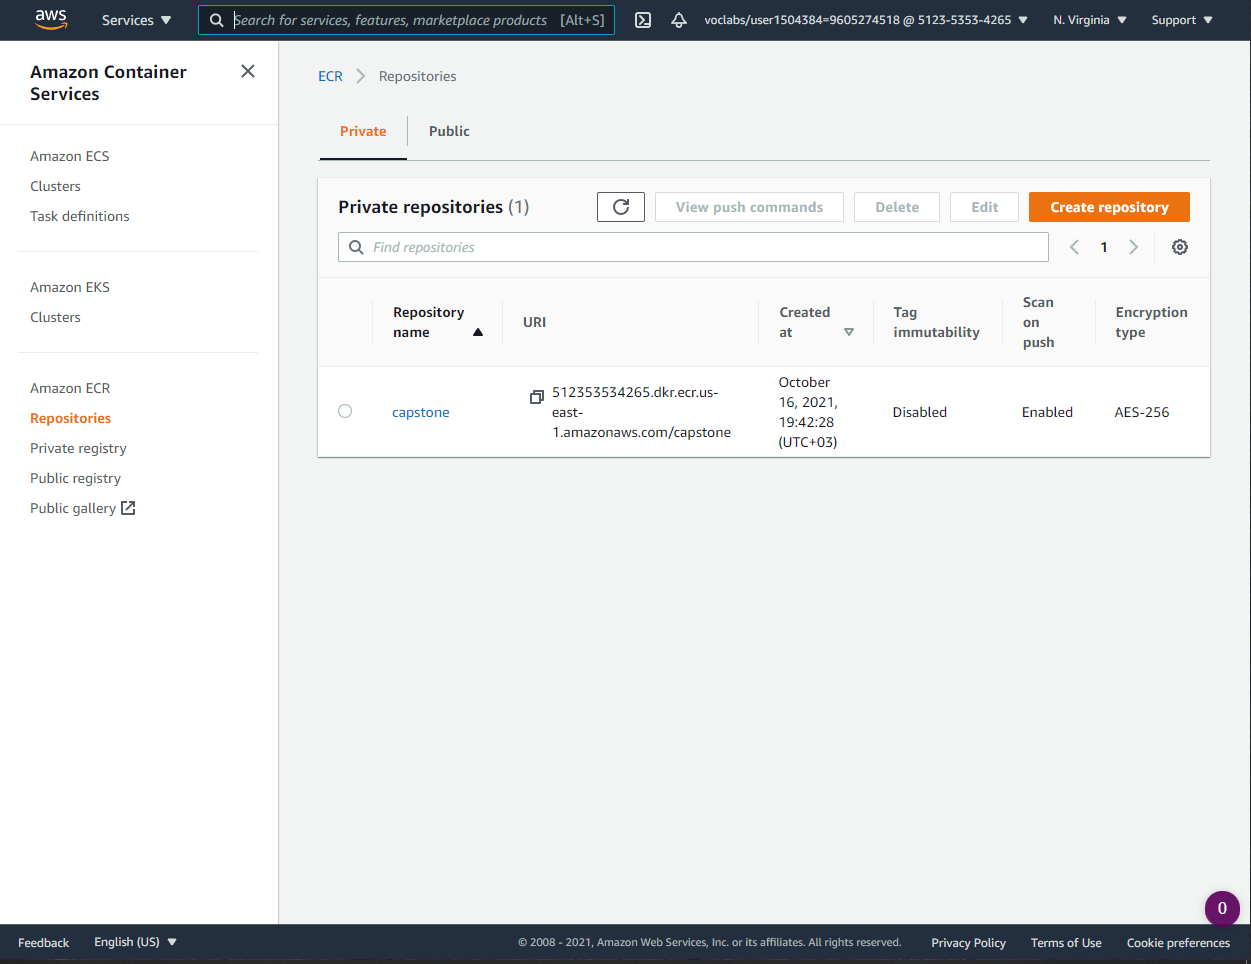 aws
Services
Search for services, features, marketplace products [Alt+S]
voclabs/user1504384=9605274518 @ 5123-5353-4265
N. Virginia
Support
Amazon Container
Services
Amazon ECS
Clusters
Task definitions
Amazon EKS
Clusters
Amazon ECR
Repositories
Private registry
Public registry
Public gallery
ECR
Repositories
Private
Public
Private repositories (1)
View push commands
Delete
Edit
Create repository
Find repositories
1
Repository
name
URI
Created
at
Tag
immutability
Scan
on
push
Encryption
type
capstone
512353534265.dkr.ecr.us-
east-
1.amazonaws.com/capstone
October
16, 2021,
19:42:28
(UTC+03)
Disabled
Enabled
AES-256
0
Feedback
English (US)
© 2008 - 2021, Amazon Web Services, Inc. or its affiliates. All rights reserved.
Privacy Policy
Terms of Use
Cookie preferences